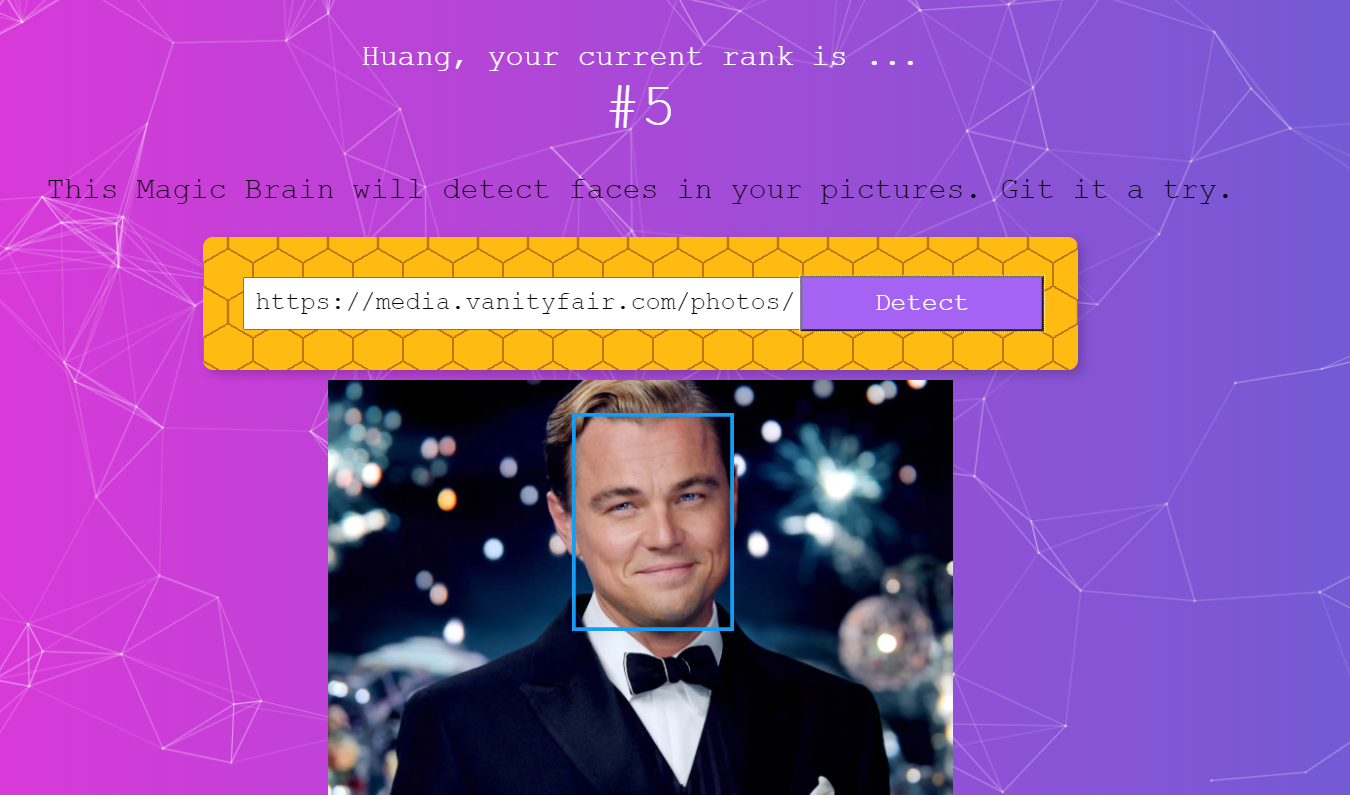 Huang, your current rank is ...
#5
This Magic Brain will detect faces in your pictures. Git it a try.
https://media.vanityfair.com/photos/
Detect